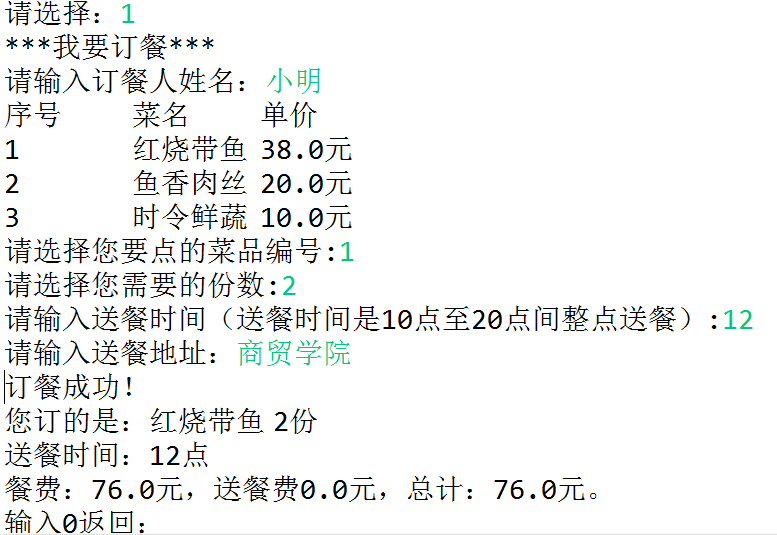 请选择：1
***我要订餐***
请输入订餐人姓名：小明
序号 菜名 单价
1 红烧带鱼 38.0元
2 鱼香肉丝 20.0元
3 时令鲜蔬 10.0元
请选择您要点的菜品编号:1
请选择您需要的份数:2
请输入送餐时间（送餐时间是10点至20点间整点送餐）:12
请输入送餐地址：商贸学院
订餐成功！
您订的是：红烧带鱼 2份
送餐时间：12点
餐费：76.0元，送餐费0.0元，总计：76.0元。
输入0返回：